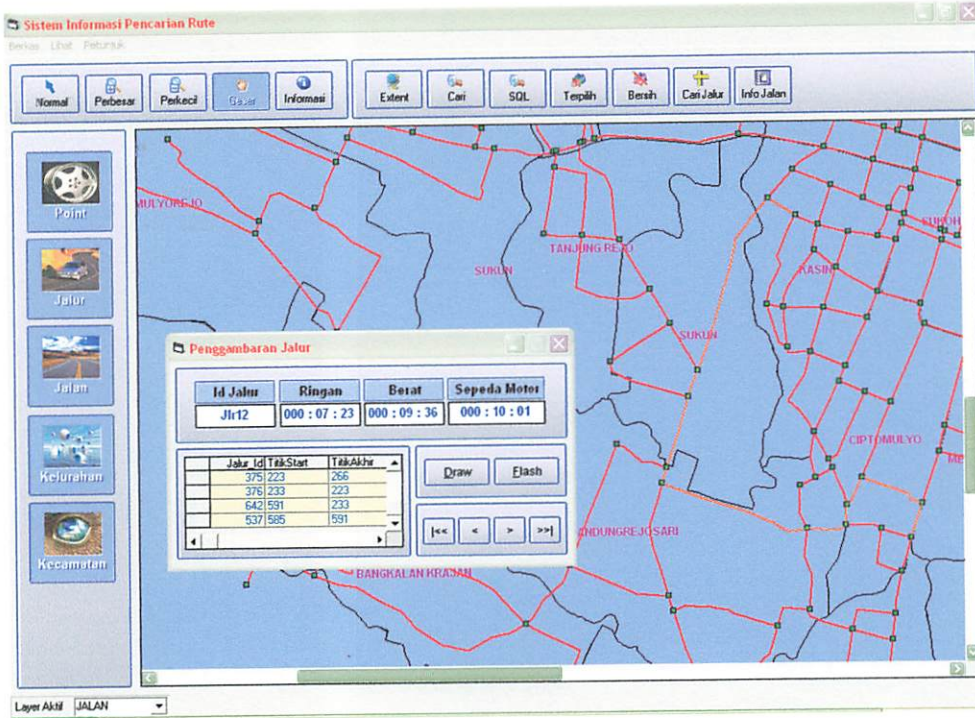 Sistem Informasi Pencarian Rute
Berkas Lihat Petunjuk
Normal Perbesar Perkecil Geser Informasi Extent Cari SQL Terpilih Bersih Cari Jalur Info Jalan
Point
Jalur
Jalan
Kelurahan
Kecamatan
MULYOREJO
SUKUN
TANJUNG REJO
SUKUN
KASIN
SUKOH
CIPTOMULYO
ANDUNGREJOSARI
BANGKALAN KRAJAN
Penggambaran Jalur
Id Jalur Ringan Berat Sepeda Motor
Jlr12 000 : 07 : 23 000 : 09 : 36 000 : 10 : 01
Jalur_Id TitikStart TitikAkhir
375 223 266
376 233 223
642 591 233
537 585 591
Draw Flash
|<< < > >>|
Layer Aktif JALAN